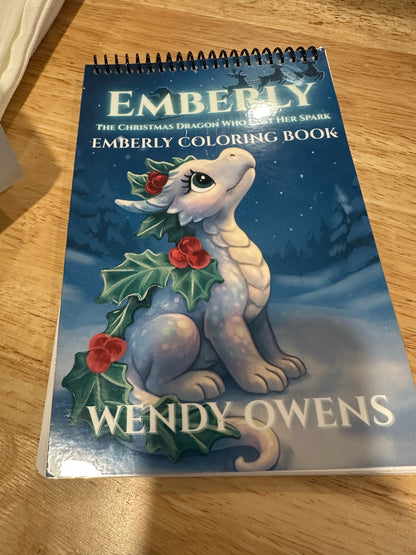 EMBERLY
THE CHRISTMAS DRAGON WHO LOST HER SPARK
EMBERLY COLORING BOOK
WENDY OWENS